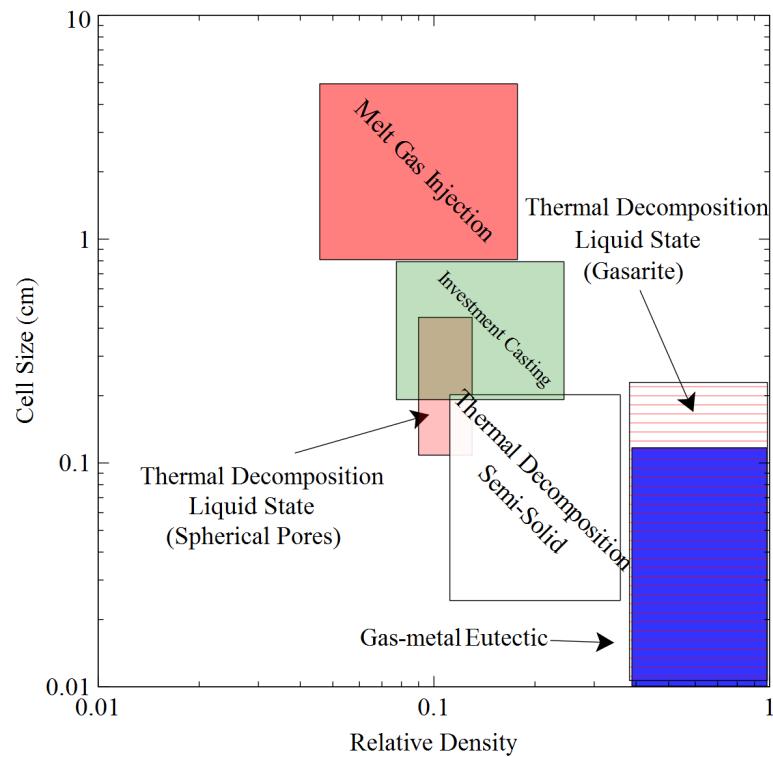 10
1
0.1
0.01
0.01
0.1
1
Cell Size (cm)
Relative Density
Melt Gas Injection
Investment Casting
Thermal Decomposition
Semi-Solid
Thermal Decomposition
Liquid State
(Gasarite)
Thermal Decomposition
Liquid State
(Spherical Pores)
Gas-metal Eutectic